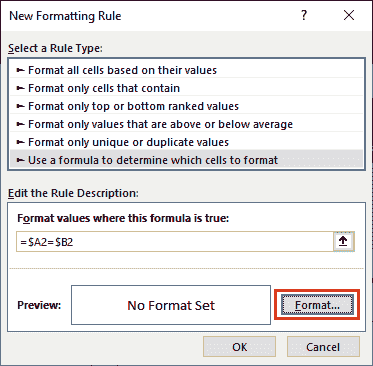 New Formatting Rule
Select a Rule Type:
► Format all cells based on their values
► Format only cells that contain
► Format only top or bottom ranked values
► Format only values that are above or below average
► Format only unique or duplicate values
► Use a formula to determine which cells to format
Edit the Rule Description:
Format values where this formula is true:
=$A2=$B2
Preview:
No Format Set
Format...
OK
Cancel